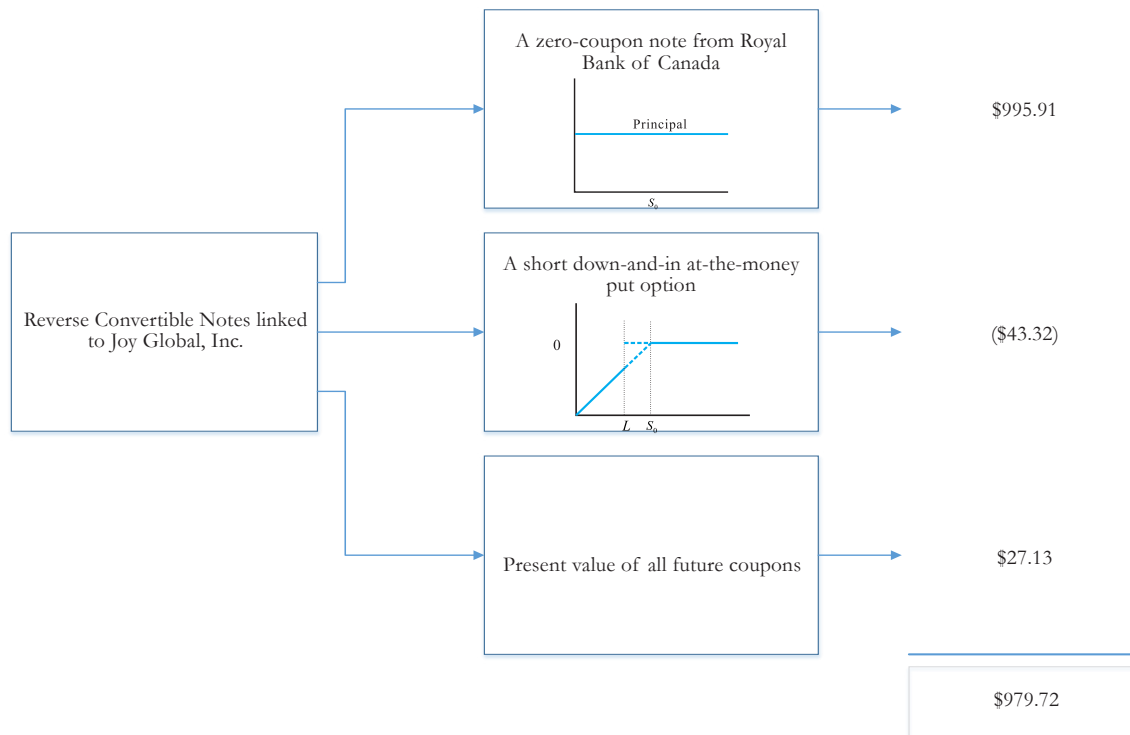 A zero-coupon note from Royal
Bank of Canada
Principal
S₀
$995.91
Reverse Convertible Notes linked
to Joy Global, Inc.
A short down-and-in at-the-money
put option
0
L S₀
($43.32)
Present value of all future coupons
$27.13
$979.72